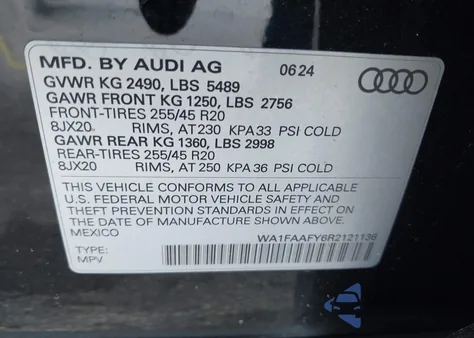 MFD. BY AUDI AG 06:24
GVWR KG 2490, LBS 5489
GAWR FRONT KG 1250, LBS 2756
FRONT-TIRES 255/45 R20
8JX20 RIMS, AT 230 KPA 33 PSI COLD
GAWR REAR KG 1360, LBS 2998
REAR-TIRES 255/45 R20
8JX20 RIMS, AT 250 KPA 36 PSI COLD
THIS VEHICLE CONFORMS TO ALL APPLICABLE
U.S. FEDERAL MOTOR VEHICLE SAFETY AND
THEFT PREVENTION STANDARDS IN EFFECT ON THE
DATE OF MANUFACTURE SHOWN ABOVE.
MEXICO
WA1FAAFY6R2121138
TYPE:
MPV